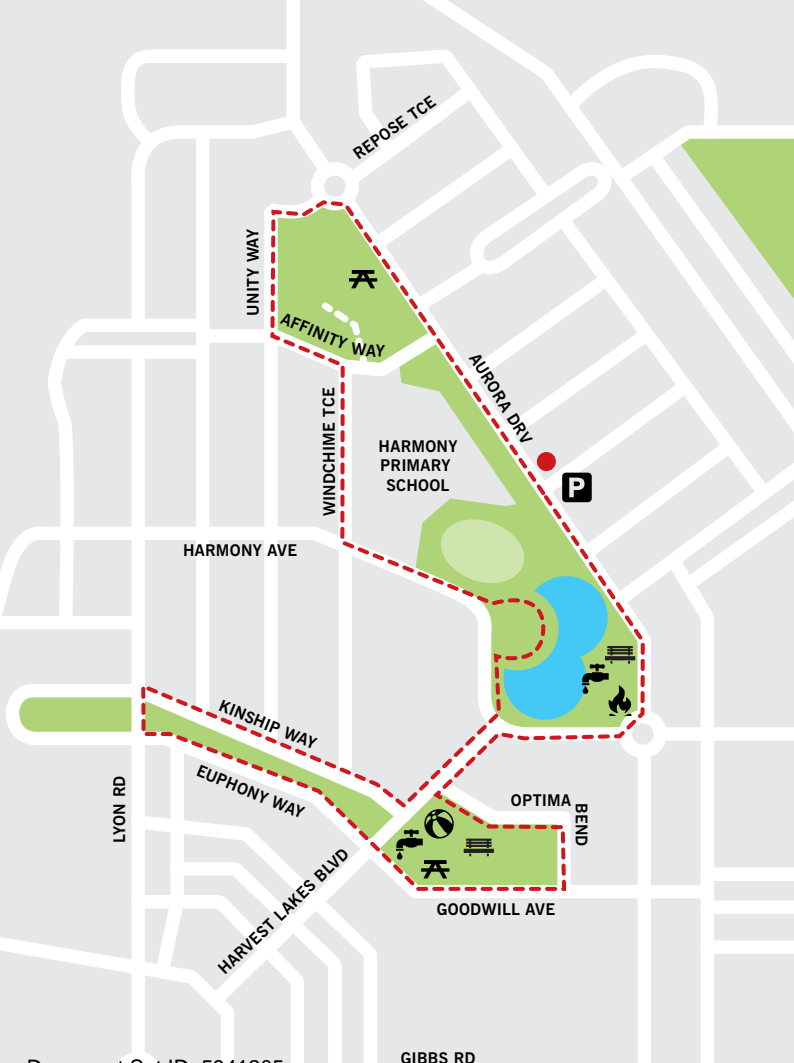 REPOSE TCE
UNITY WAY
AFFINITY WAY
AURORA DRV
WINDCHIME TCE
HARMONY
PRIMARY
SCHOOL
P
HARMONY AVE
KINSHIP WAY
EUPHONY WAY
LYON RD
OPTIMA
BEND
HARVEST LAKES BLVD
GOODWILL AVE
GIBBS RD